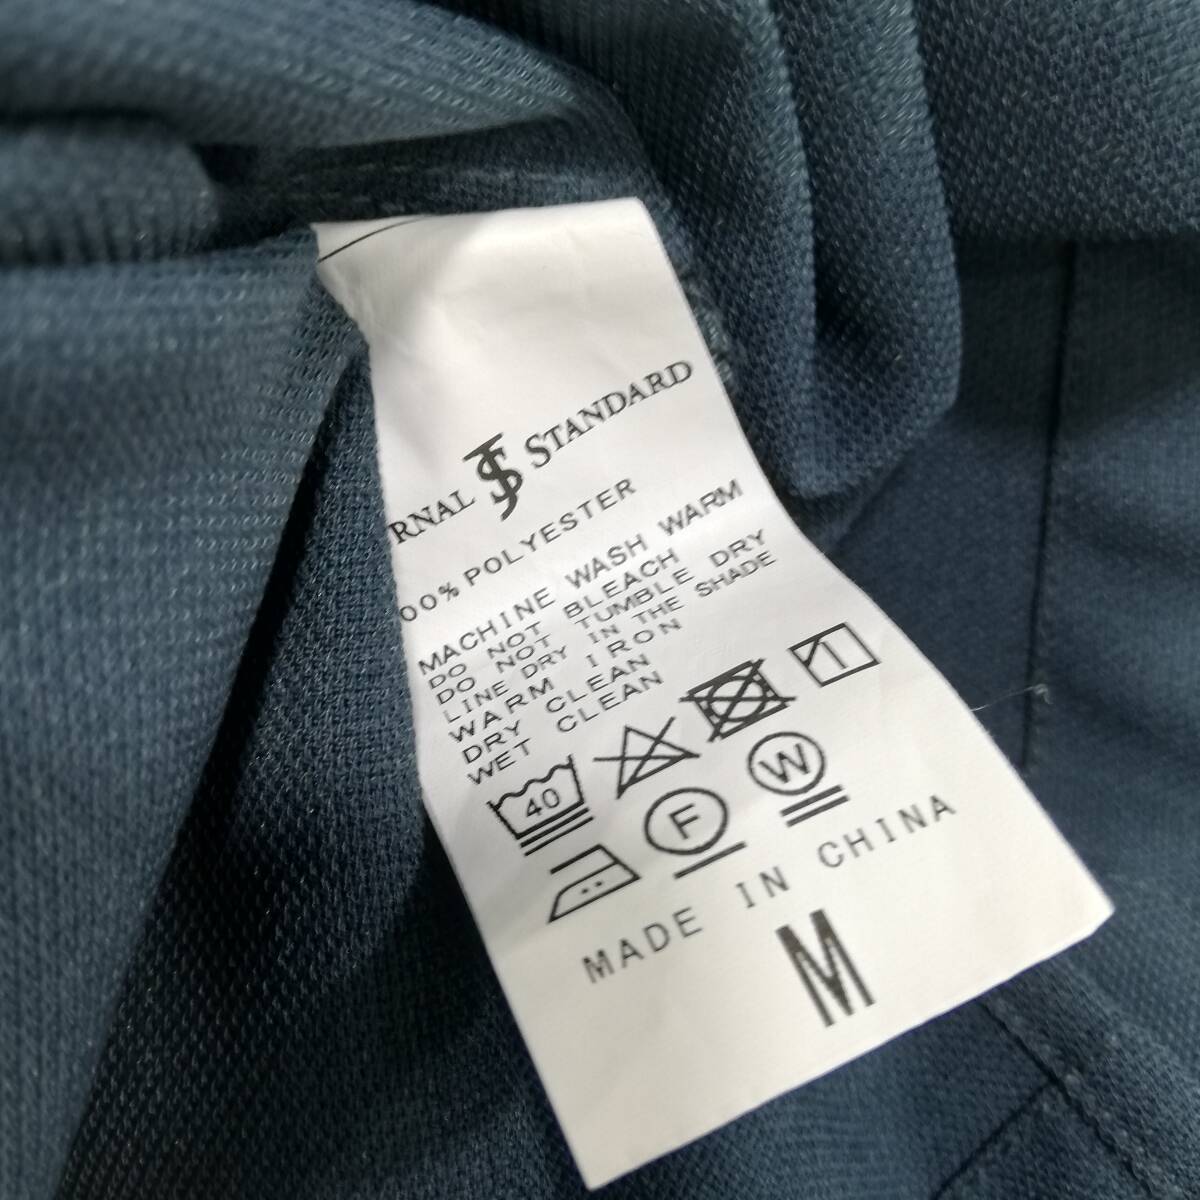 RNAL JS STANDARD
00% POLYESTER
MACHINE WASH WARM
DO NOT BLEACH
DO NOT TUMBLE DRY
LINE DRY IN THE SHADE
WARM IRON
DRY CLEAN
WET CLEAN
40
F
W
MADE IN CHINA
M